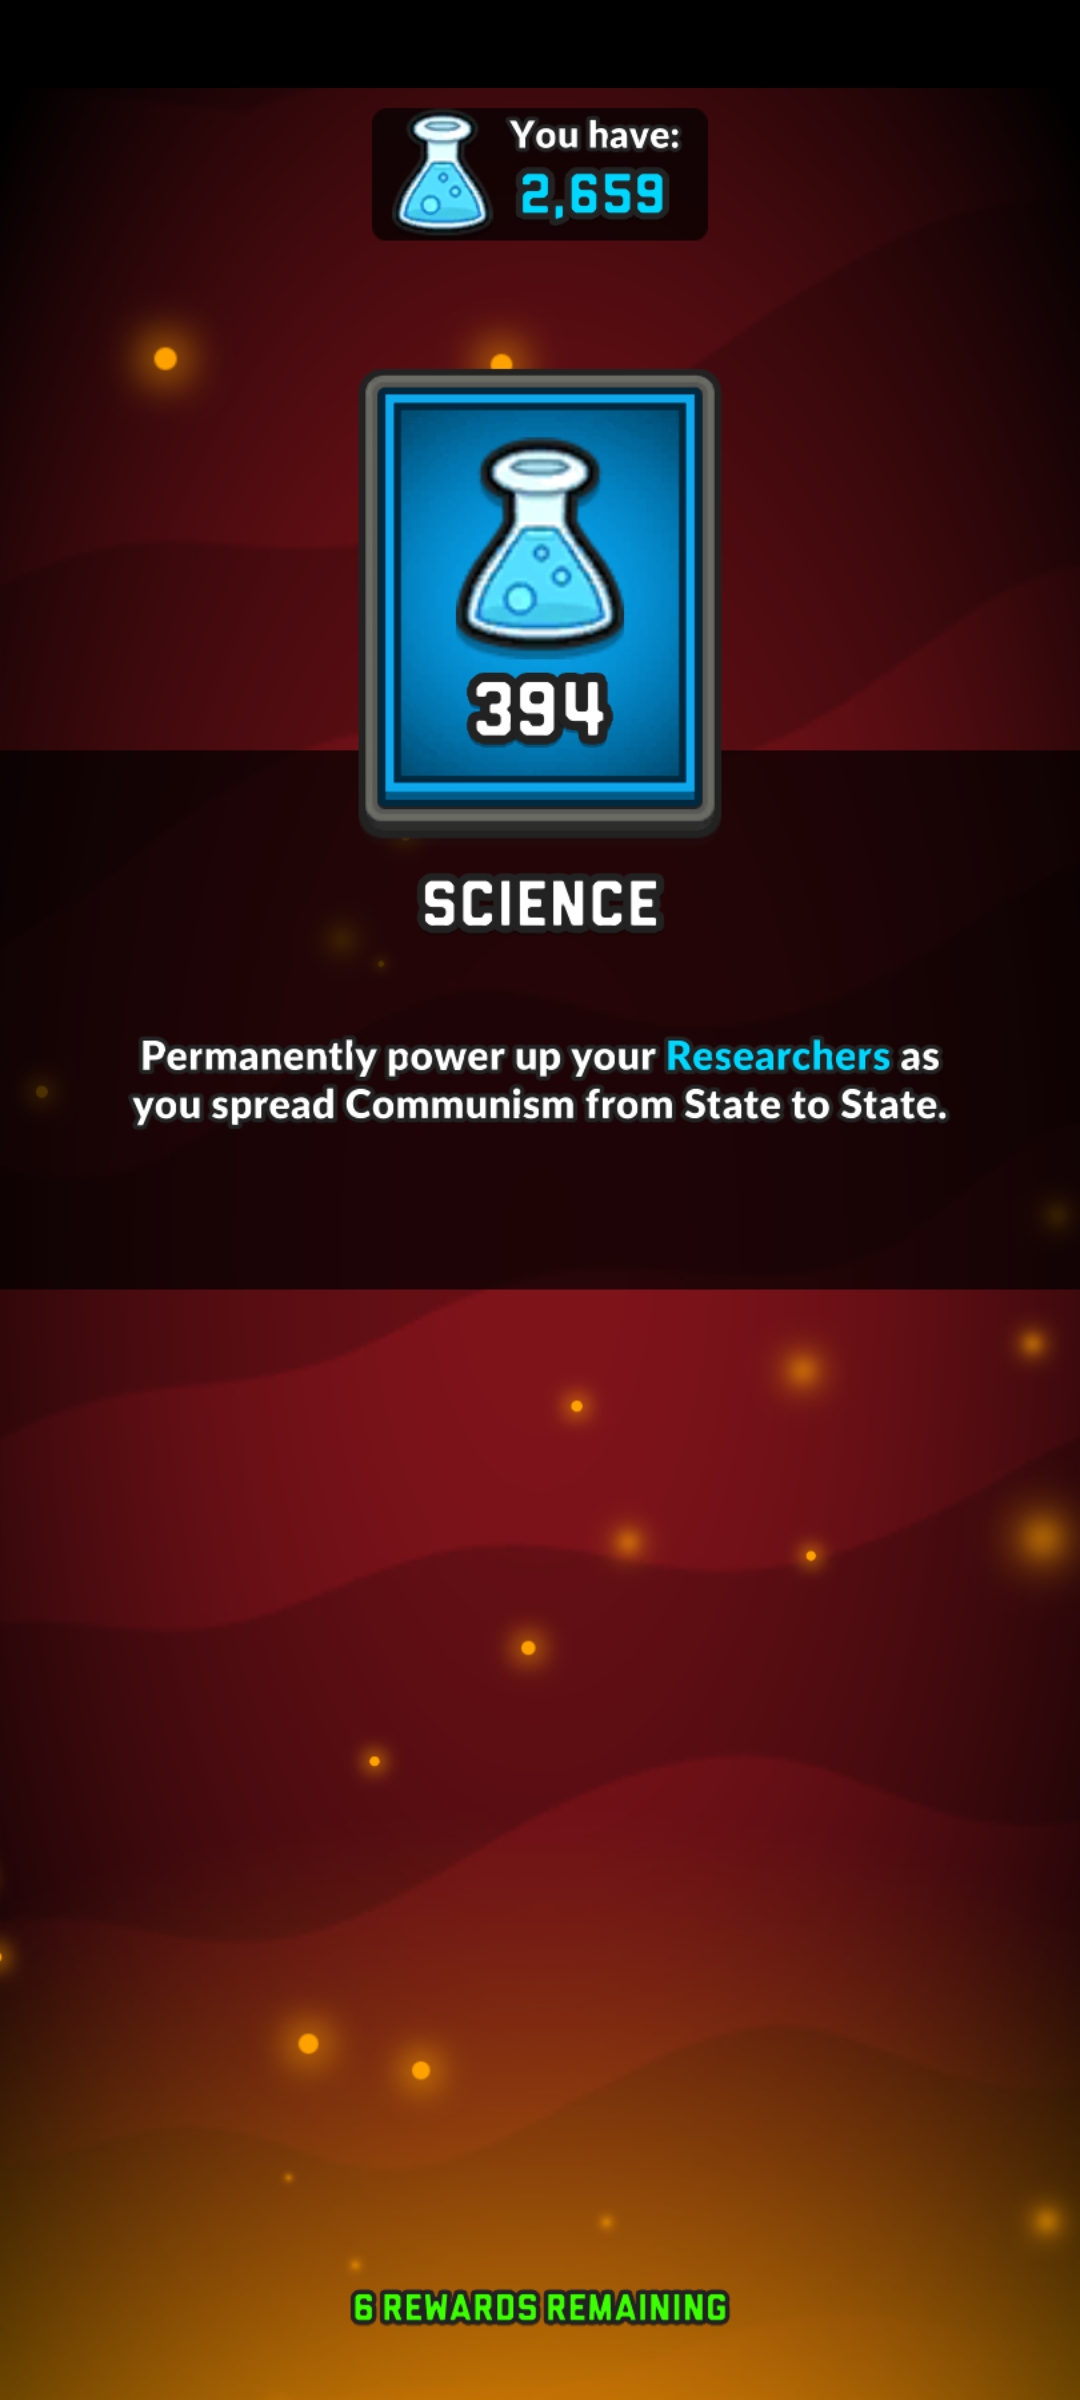 You have:
2,659
394
SCIENCE
Permanently power up your Researchers as
you spread Communism from State to State.
6 REWARDS REMAINING